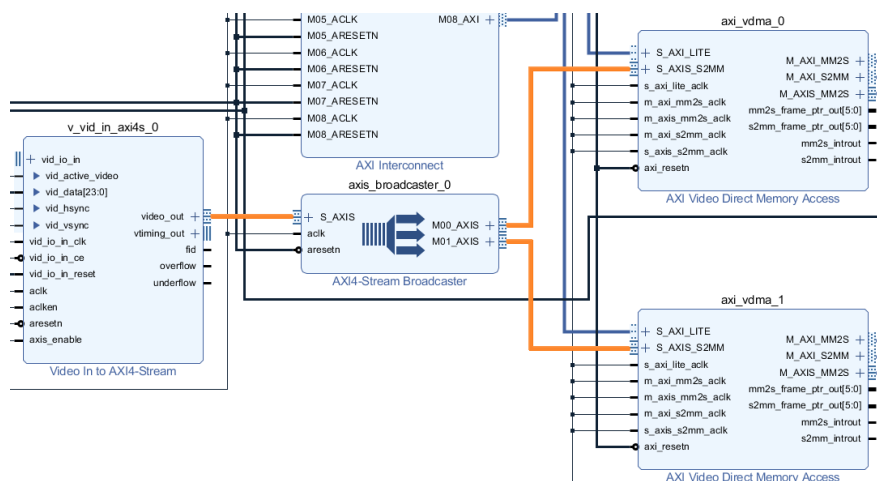 M05_ACLK
M05_ARESETN
M06_ACLK
M06_ARESETN
M07_ACLK
M07_ARESETN
M08_ACLK
M08_ARESETN
M08_AXI
AXI Interconnect
v_vid_in_axi4s_0
vid_io_in
vid_active_video
vid_data[23:0]
vid_hsync
vid_vsync
vid_io_in_clk
vid_io_in_ce
vid_io_in_reset
aclk
aclken
aresetn
axis_enable
video_out
vtiming_out
fid
overflow
underflow
Video In to AXI4-Stream
axis_broadcaster_0
S_AXIS
aclk
aresetn
M00_AXIS
M01_AXIS
AXI4-Stream Broadcaster
axi_vdma_0
S_AXI_LITE
S_AXIS_S2MM
s_axi_lite_aclk
m_axi_mm2s_aclk
m_axis_mm2s_aclk
m_axi_s2mm_aclk
s_axis_s2mm_aclk
axi_resetn
M_AXI_MM2S
M_AXI_S2MM
M_AXIS_MM2S
mm2s_frame_ptr_out[5:0]
s2mm_frame_ptr_out[5:0]
mm2s_introut
s2mm_introut
AXI Video Direct Memory Access
axi_vdma_1
S_AXI_LITE
S_AXIS_S2MM
s_axi_lite_aclk
m_axi_mm2s_aclk
m_axis_mm2s_aclk
m_axi_s2mm_aclk
s_axis_s2mm_aclk
axi_resetn
M_AXI_MM2S
M_AXI_S2MM
M_AXIS_MM2S
mm2s_frame_ptr_out[5:0]
s2mm_frame_ptr_out[5:0]
mm2s_introut
s2mm_introut
AXI Video Direct Memory Access